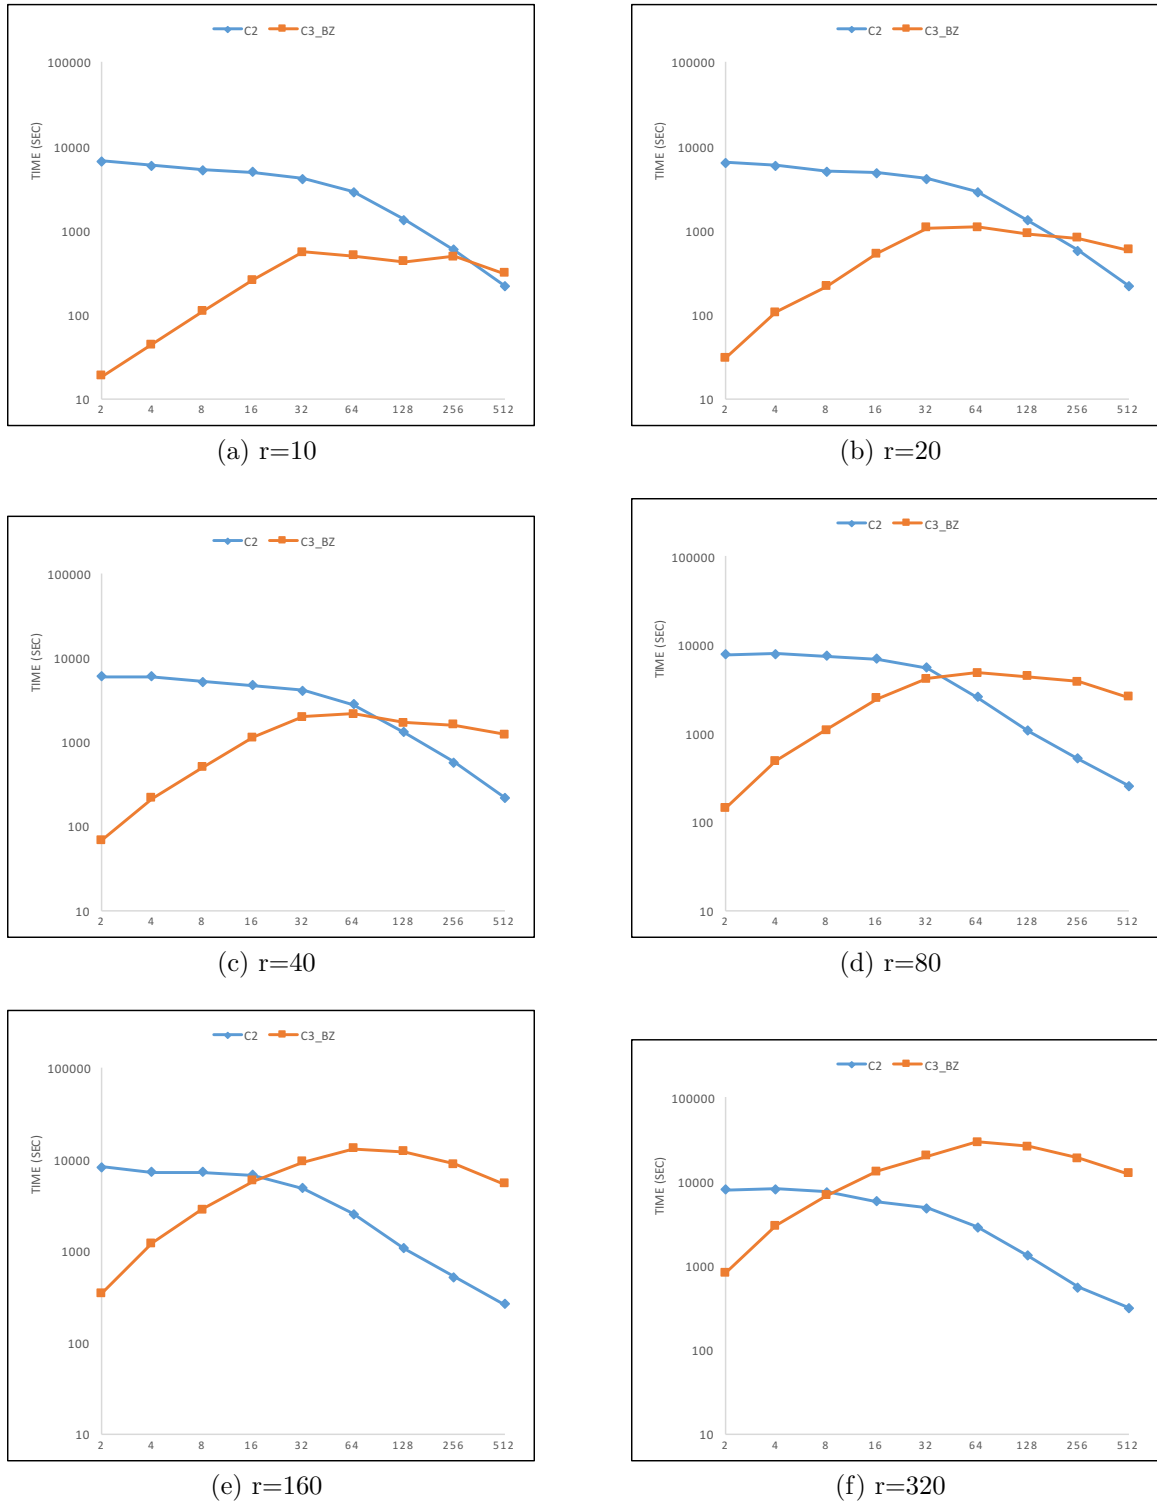 C2 C3_BZ
TIME (SEC)
100000
10000
1000
100
10
2 4 8 16 32 64 128 256 512
(a) r=10
C2 C3_BZ
TIME (SEC)
100000
10000
1000
100
10
2 4 8 16 32 64 128 256 512
(b) r=20
C2 C3_BZ
TIME (SEC)
100000
10000
1000
100
10
2 4 8 16 32 64 128 256 512
(c) r=40
C2 C3_BZ
TIME (SEC)
100000
10000
1000
100
10
2 4 8 16 32 64 128 256 512
(d) r=80
C2 C3_BZ
TIME (SEC)
100000
10000
1000
100
10
2 4 8 16 32 64 128 256 512
(e) r=160
C2 C3_BZ
TIME (SEC)
100000
10000
1000
100
10
2 4 8 16 32 64 128 256 512
(f) r=320